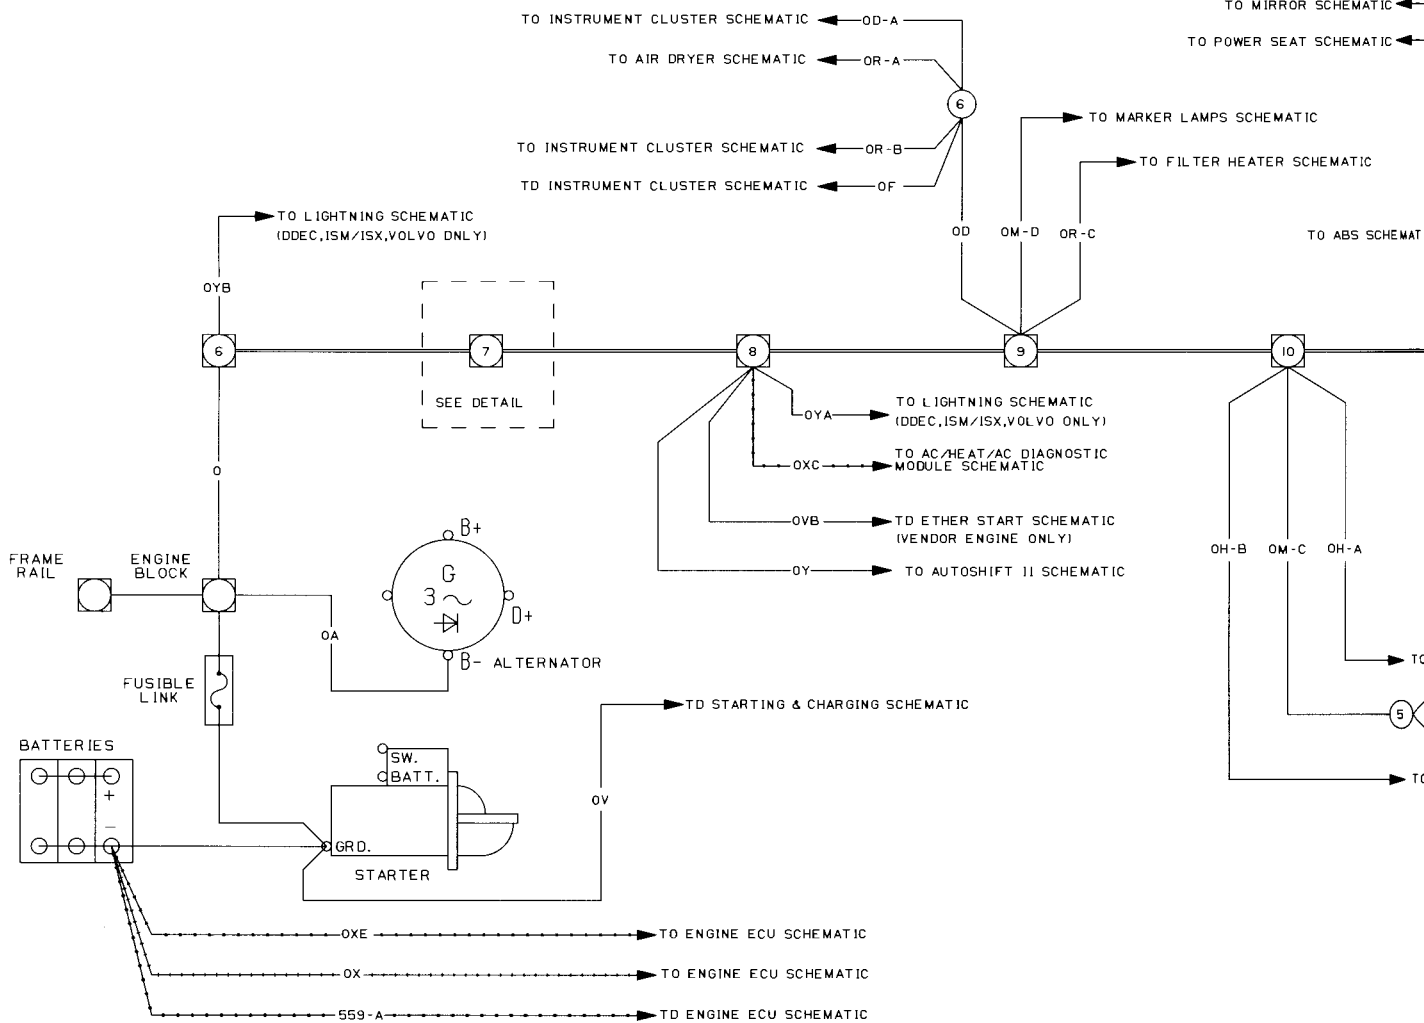 TO INSTRUMENT CLUSTER SCHEMATIC OD-A
TO MIRROR SCHEMATIC
TO POWER SEAT SCHEMATIC
TO AIR DRYER SCHEMATIC OR-A
6
TO MARKER LAMPS SCHEMATIC
TO INSTRUMENT CLUSTER SCHEMATIC OR-B
TO FILTER HEATER SCHEMATIC
TD INSTRUMENT CLUSTER SCHEMATIC OF
TO LIGHTNING SCHEMATIC
(DDEC,ISM/ISX,VOLVO DNLY)
OD OM-D OR-C
TO ABS SCHEMAT
OYB
6 7 8 9 10
SEE DETAIL
TO LIGHTNING SCHEMATIC
(DDEC,ISM/ISX,VOLVO ONLY)
OYA
TO AC/HEAT/AC DIAGNOSTIC
MODULE SCHEMATIC
OXC
O
OVB TD ETHER START SCHEMATIC
(VENDOR ENGINE ONLY)
OY TO AUTOSHIFT II SCHEMATIC
OH-B OM-C OH-A
FRAME
RAIL
ENGINE
BLOCK
B+
G
3
D+
OA
B- ALTERNATOR
TO
FUSIBLE
LINK
TD STARTING & CHARGING SCHEMATIC
5
BATTERIES
SW.
BATT.
TO
+
OV
–
GRD.
STARTER
OXE TO ENGINE ECU SCHEMATIC
OX TO ENGINE ECU SCHEMATIC
559-A TD ENGINE ECU SCHEMATIC